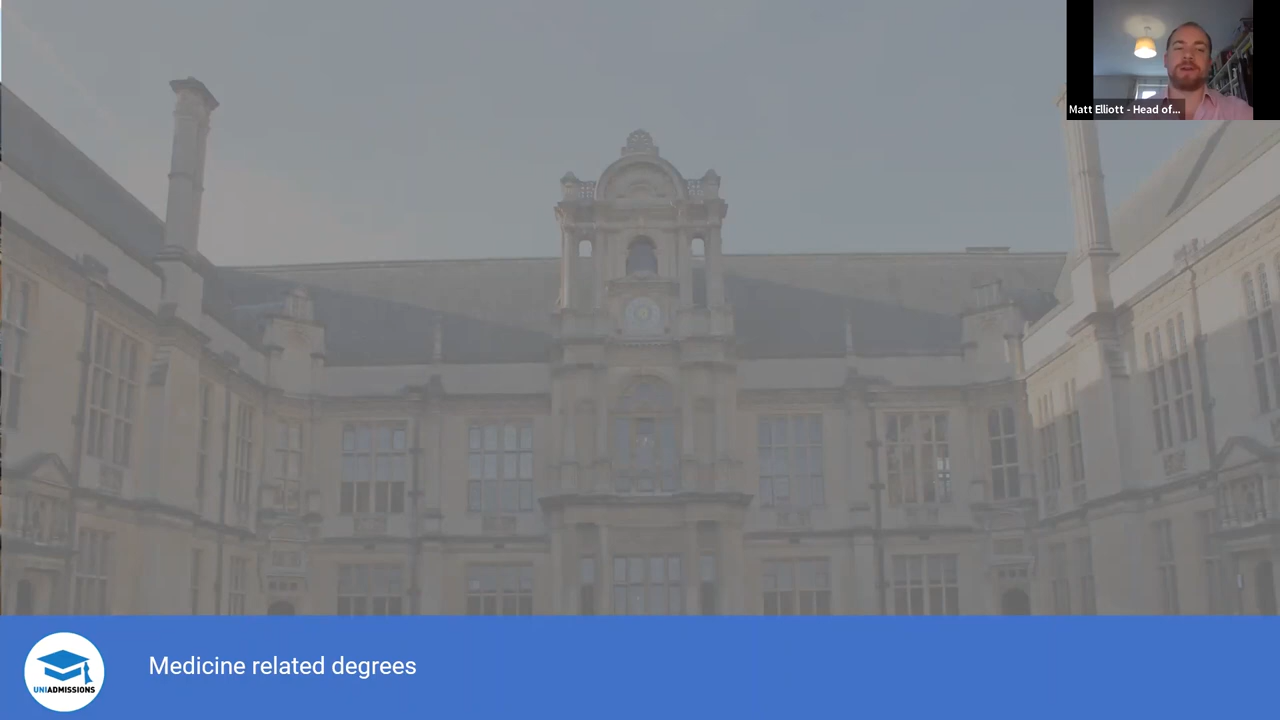 Matt Elliott - Head of...
UNIADMISSIONS
Medicine related degrees